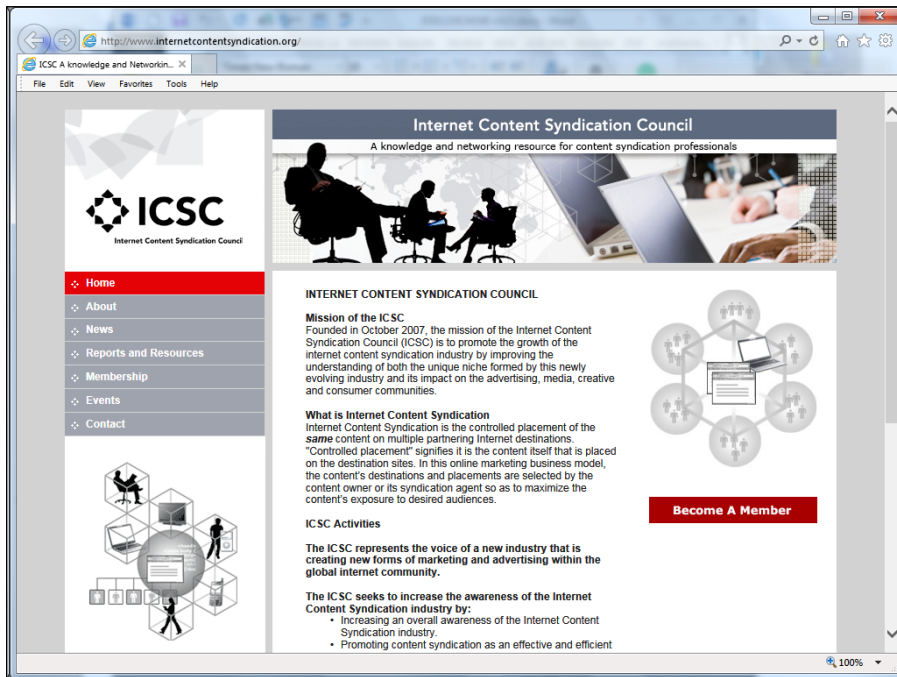 http://www.internetcontentsyndication.org/
ICSC A knowledge and Networkin...
File Edit View Favorites Tools Help
ICSC
Internet Content Syndication Council
Internet Content Syndication Council
A knowledge and networking resource for content syndication professionals
Home
About
News
Reports and Resources
Membership
Events
Contact
INTERNET CONTENT SYNDICATION COUNCIL
Mission of the ICSC
Founded in October 2007, the mission of the Internet Content
Syndication Council (ICSC) is to promote the growth of the
internet content syndication industry by improving the
understanding of both the unique niche formed by this newly
evolving industry and its impact on the advertising, media, creative
and consumer communities.
What is Internet Content Syndication
Internet Content Syndication is the controlled placement of the
same content on multiple partnering Internet destinations.
"Controlled placement" signifies it is the content itself that is placed
on the destination sites. In this online marketing business model,
the content's destinations and placements are selected by the
content owner or its syndication agent so as to maximize the
content's exposure to desired audiences.
ICSC Activities
The ICSC represents the voice of a new industry that is
creating new forms of marketing and advertising within the
global internet community.
The ICSC seeks to increase the awareness of the Internet
Content Syndication industry by:
• Increasing an overall awareness of the Internet Content
Syndication industry.
• Promoting content syndication as an effective and efficient
Become A Member
100%